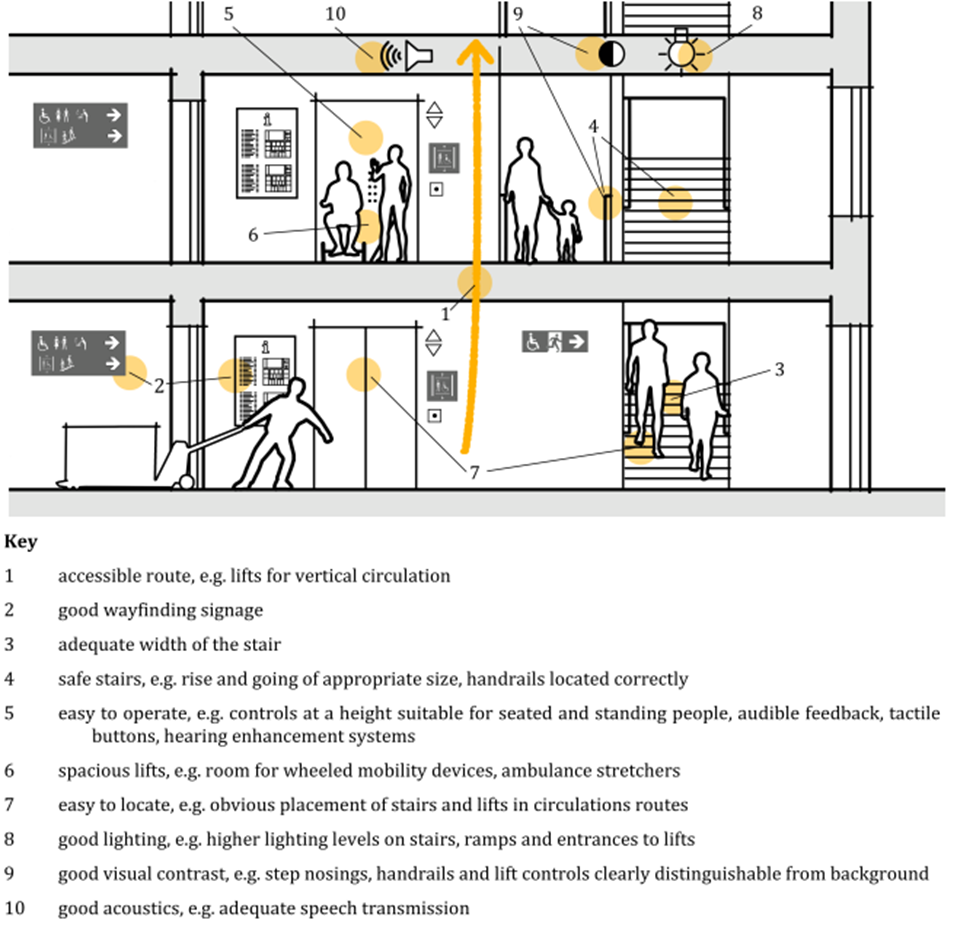 5
10
9
8
4
6
1
2
3
7
Key
1 accessible route, e.g. lifts for vertical circulation
2 good wayfinding signage
3 adequate width of the stair
4 safe stairs, e.g. rise and going of appropriate size, handrails located correctly
5 easy to operate, e.g. controls at a height suitable for seated and standing people, audible feedback, tactile
buttons, hearing enhancement systems
6 spacious lifts, e.g. room for wheeled mobility devices, ambulance stretchers
7 easy to locate, e.g. obvious placement of stairs and lifts in circulations routes
8 good lighting, e.g. higher lighting levels on stairs, ramps and entrances to lifts
9 good visual contrast, e.g. step nosings, handrails and lift controls clearly distinguishable from background
10 good acoustics, e.g. adequate speech transmission